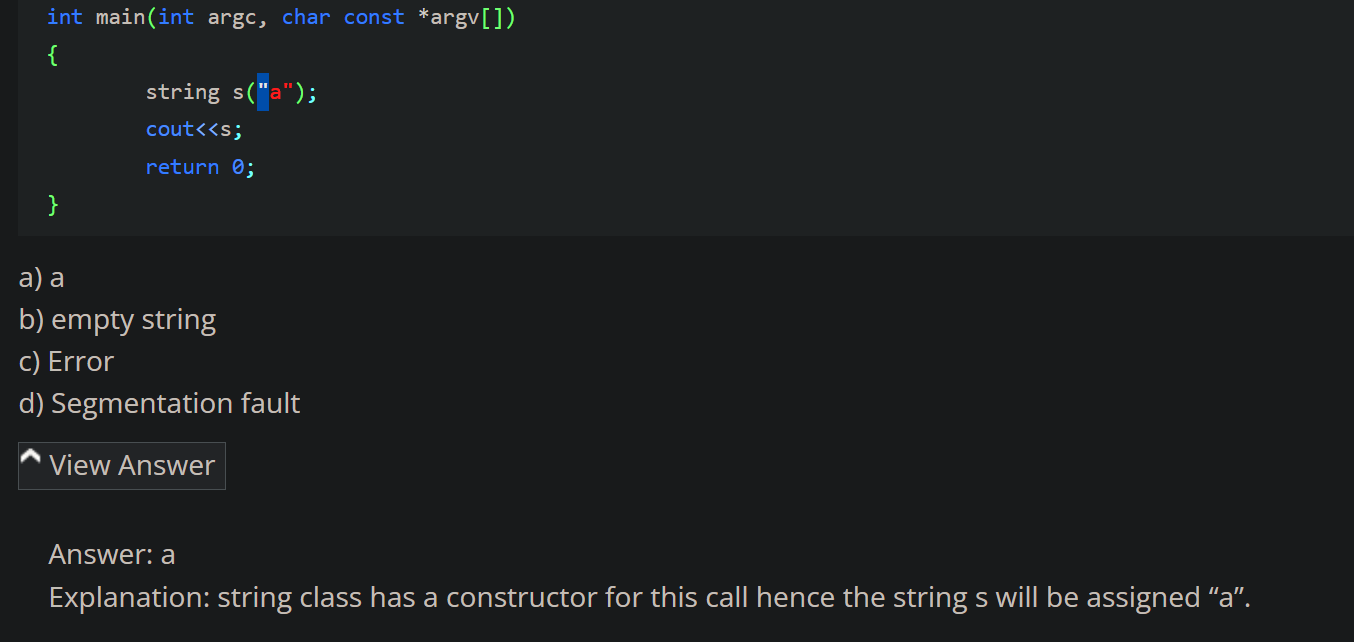 int main(int argc, char const *argv[])
{
string s("a");
cout<<s;
return 0;
}
a) a
b) empty string
c) Error
d) Segmentation fault
View Answer
Answer: a
Explanation: string class has a constructor for this call hence the string s will be assigned “a”.